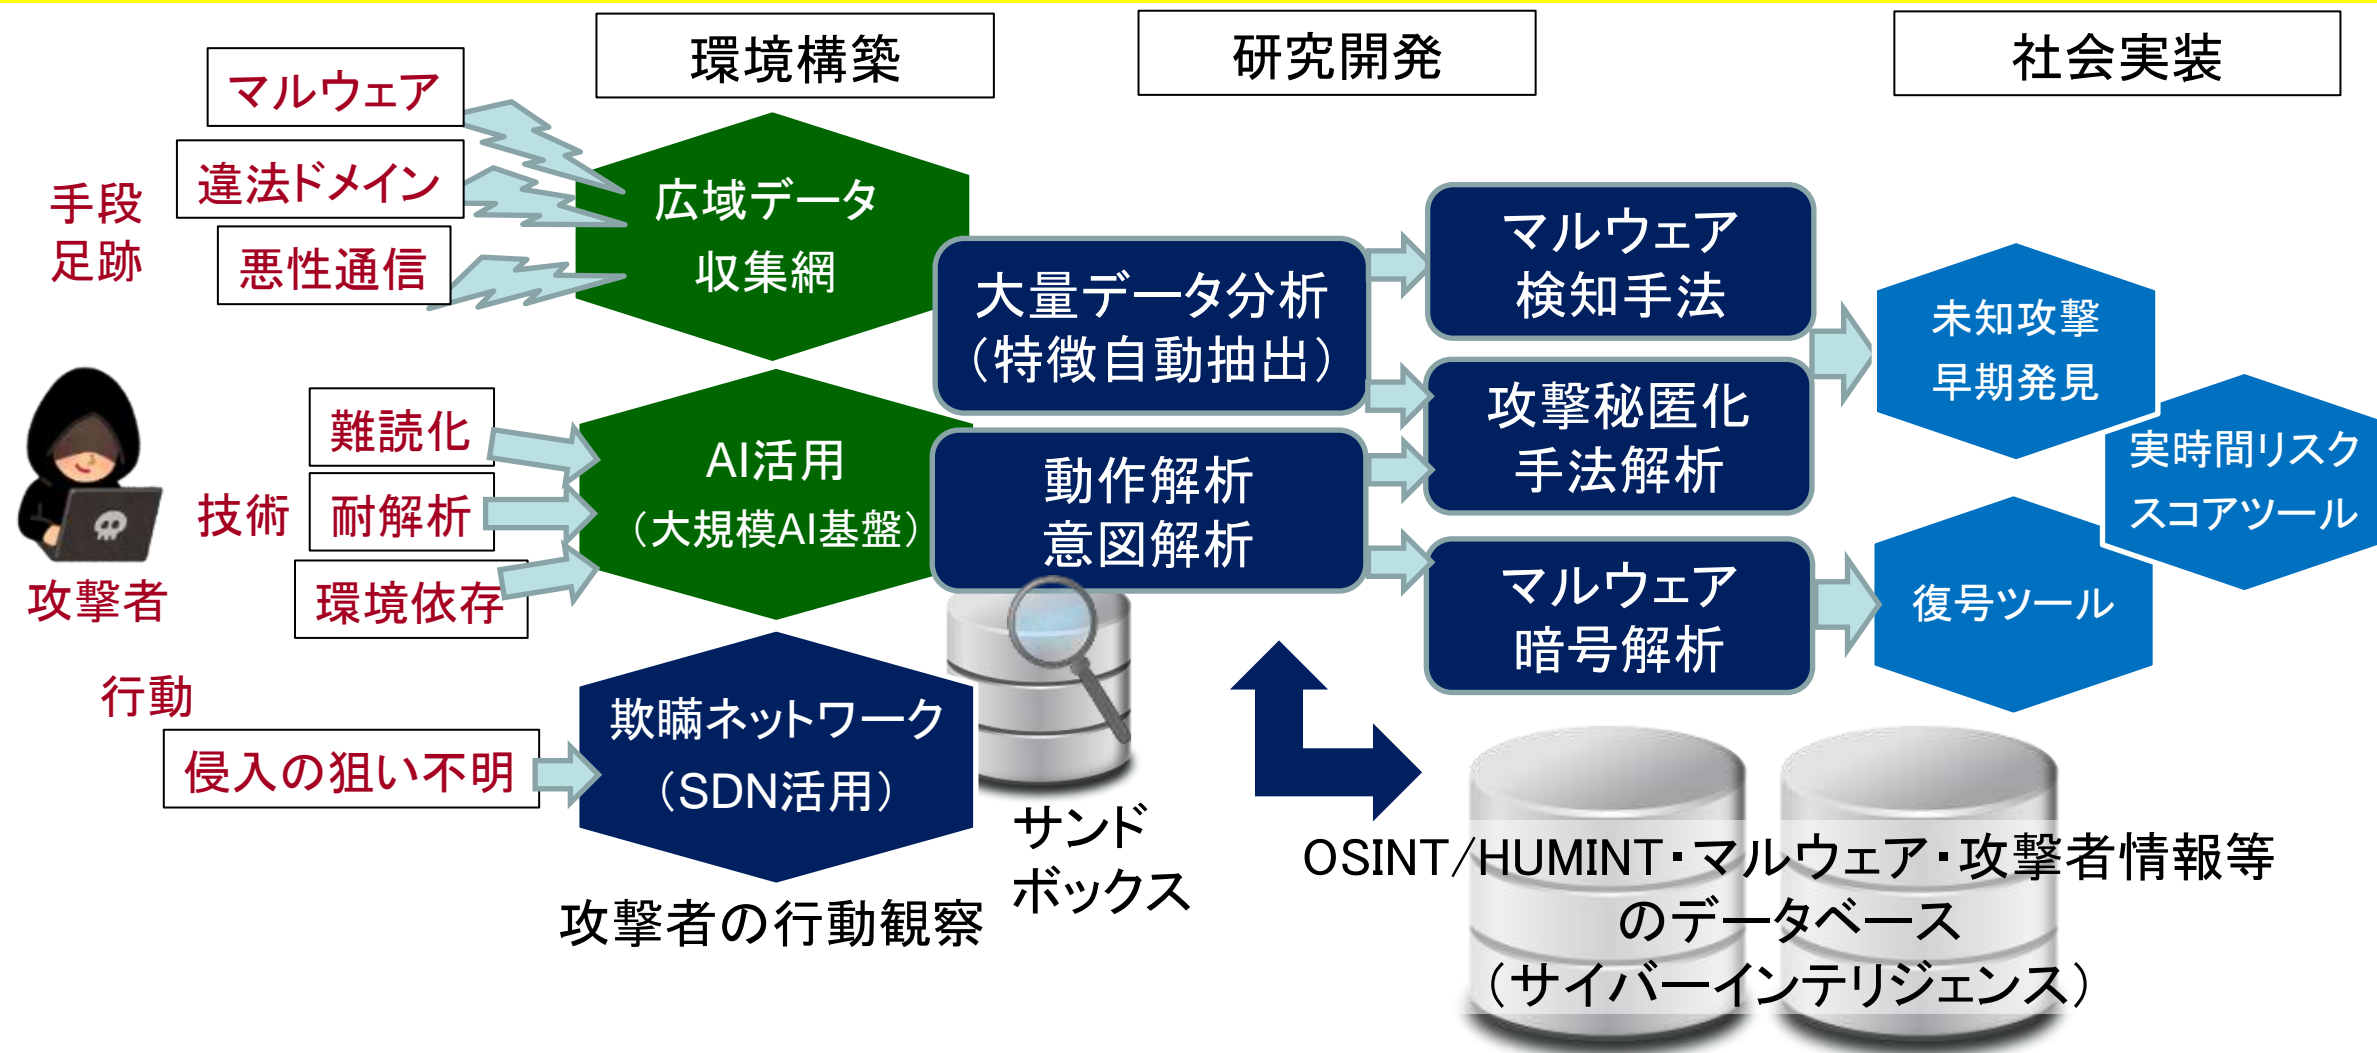 環境構築
研究開発
社会実装
マルウェア
違法ドメイン
悪性通信
手段
足跡
広域データ
収集網
難読化
耐解析
環境依存
技術
攻撃者
AI活用
（大規模AI基盤）
行動
侵入の狙い不明
欺瞞ネットワーク
（SDN活用）
攻撃者の行動観察
大量データ分析
（特徴自動抽出）
動作解析
意図解析
サンド
ボックス
マルウェア
検知手法
攻撃秘匿化
手法解析
マルウェア
暗号解析
未知攻撃
早期発見
実時間リスク
スコアツール
復号ツール
OSINT/HUMINT・マルウェア・攻撃者情報等
のデータベース
（サイバーインテリジェンス）